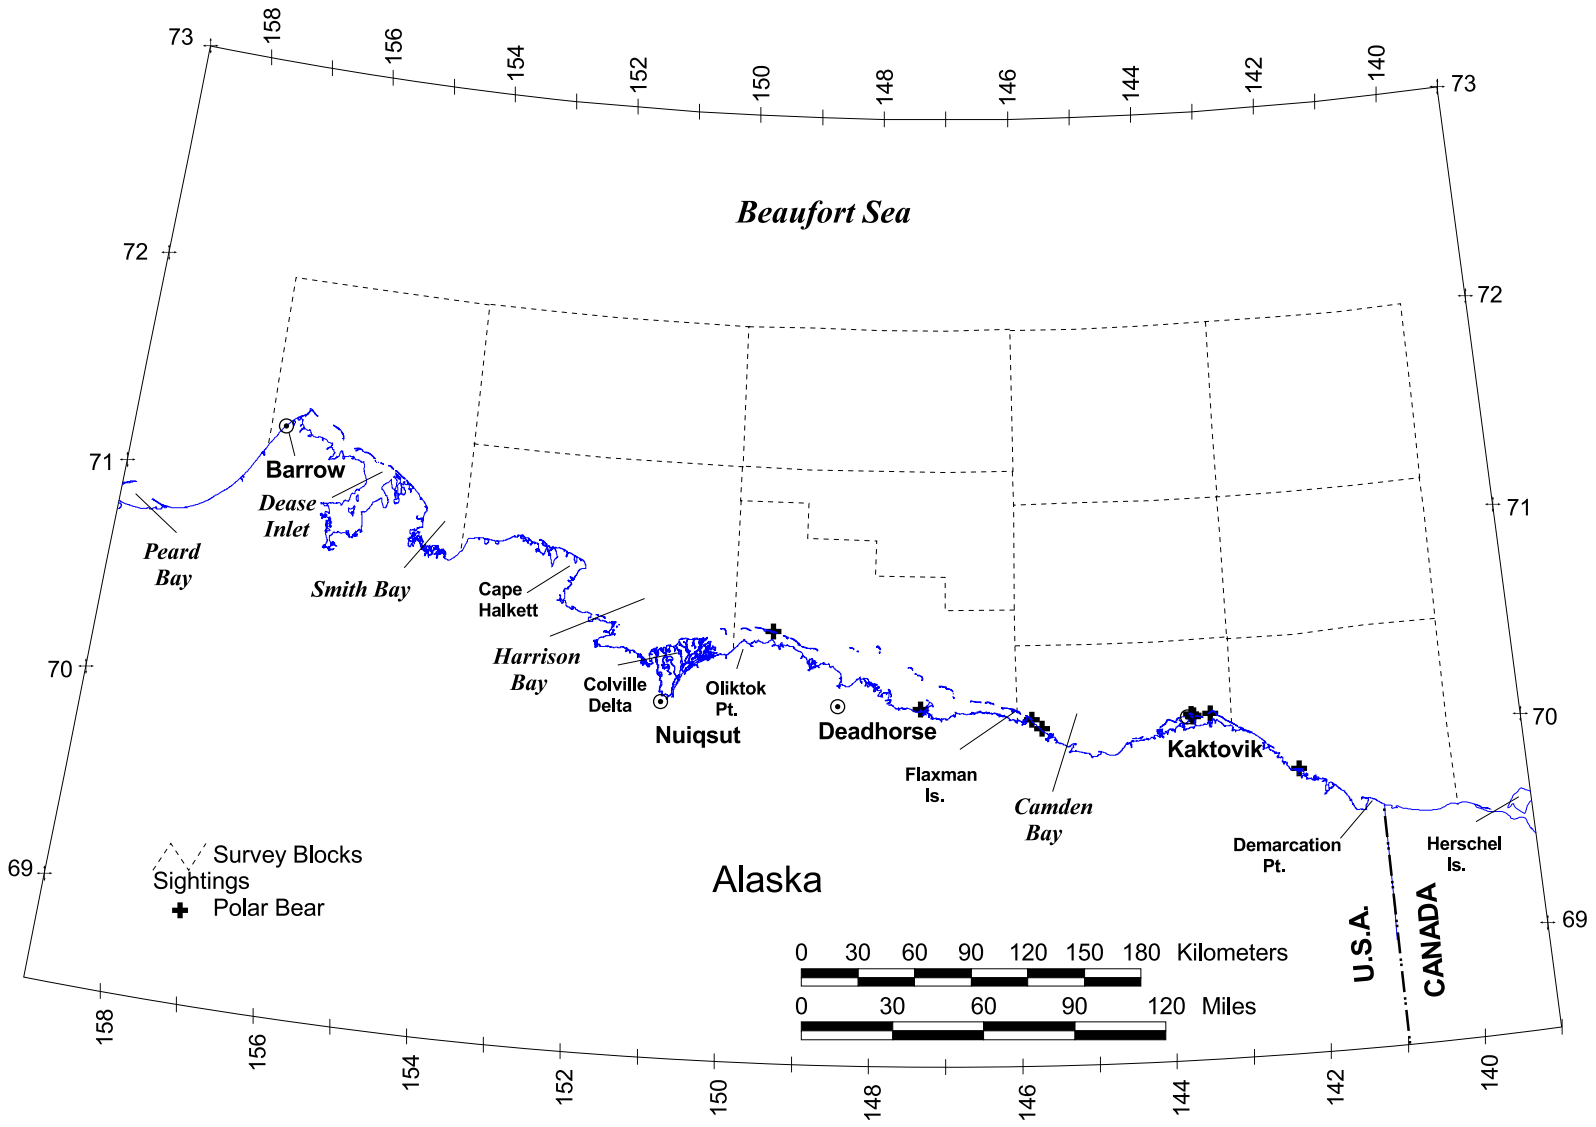 158
156
154
152
150
148
146
144
142
140
73
73
Beaufort Sea
72
72
71
71
Barrow
Dease
Inlet
Peard
Bay
Smith Bay
Cape
Halkett
Harrison
Bay
Colville
Delta
Oliktok
Pt.
70
70
Nuiqsut
Deadhorse
Kaktovik
Flaxman
Is.
Camden
Bay
Demarcation
Pt.
Herschel
Is.
69
69
Survey Blocks
Sightings
Polar Bear
Alaska
U.S.A.
CANADA
0 30 60 90 120 150 180 Kilometers
0 30 60 90 120 Miles
158
156
154
152
150
148
146
144
142
140